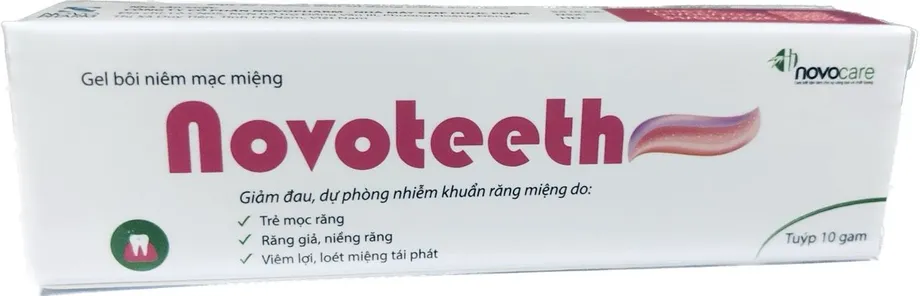 Gel bôi niêm mạc miệng
novocare
Novoteeth
Giảm đau, dự phòng nhiễm khuẩn răng miệng do:
✓ Trẻ mọc răng
✓ Răng giả, niềng răng
✓ Viêm lợi, loét miệng tái phát
Tuýp 10 gam